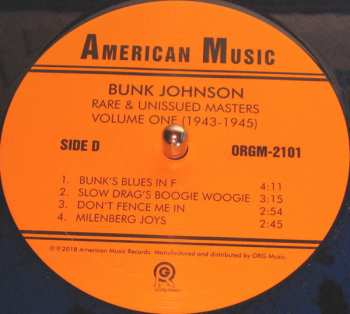 AMERICAN MUSIC
BUNK JOHNSON
RARE & UNISSUED MASTERS
VOLUME ONE (1943-1945)
SIDE D ORGM-2101
1. BUNK'S BLUES IN F 4:11
2. SLOW DRAG'S BOOGIE WOOGIE 3:15
3. DON'T FENCE ME IN 2:54
4. MILENBERG JOYS 2:45
℗ © 2018 American Music Records. Manufactured and distributed by ORG Music.